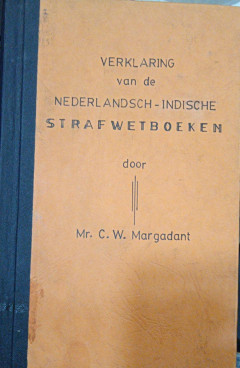 VERKLARING
van de
NEDERLANDSCH-INDISCHE
STRAFWETBOEKEN
door
Mr. C. W. Margadant